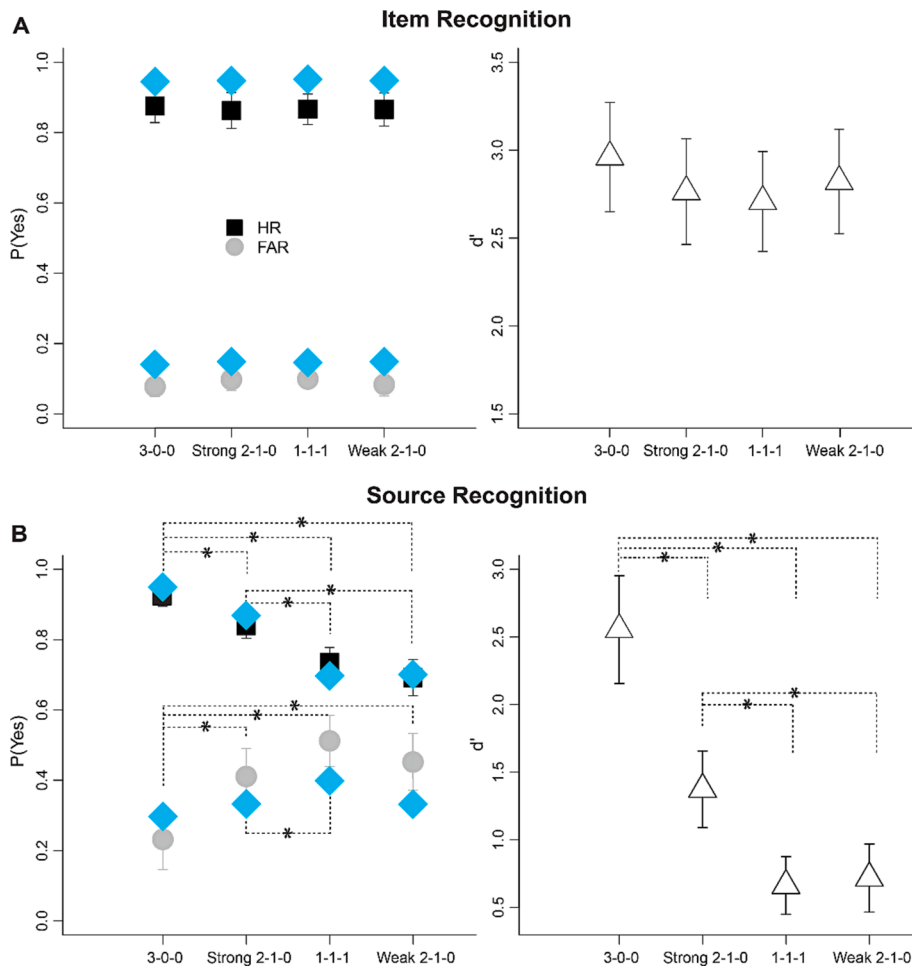 A
Item Recognition
P(Yes)
1.0
0.8
0.6
0.4
0.2
0.0
HR
FAR
3-0-0 Strong 2-1-0 1-1-1 Weak 2-1-0
d'
3.5
3.0
2.5
2.0
1.5
3-0-0 Strong 2-1-0 1-1-1 Weak 2-1-0
Source Recognition
B
P(Yes)
1.0
0.8
0.6
0.4
0.2
0.0
* * * * * * * * *
3-0-0 Strong 2-1-0 1-1-1 Weak 2-1-0
d'
3.0
2.5
2.0
1.5
1.0
0.5
* * * * *
3-0-0 Strong 2-1-0 1-1-1 Weak 2-1-0